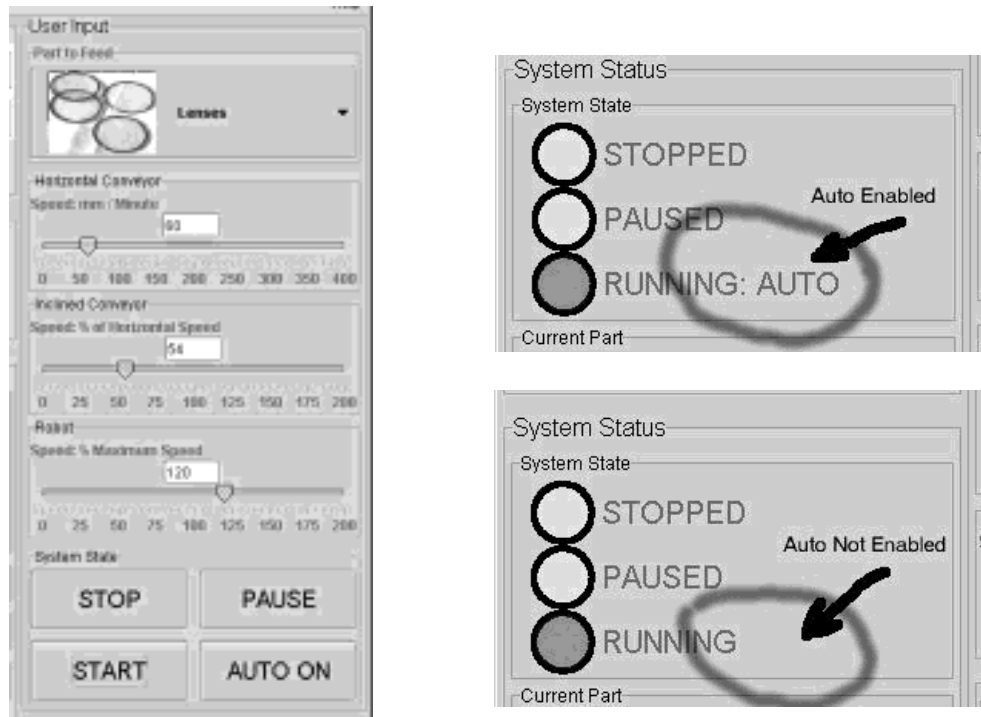 User Input
Part to Feed
Lenses
Horizontal Conveyor
Speed: mm / Minute
60
0 50 100 150 200 250 300 350 400
Inclined Conveyor
Speed: % of Horizontal Speed
54
0 25 50 75 100 125 150 175 200
Robot
Speed: % Maximum Speed
120
0 25 50 75 100 125 150 175 200
System State
STOP PAUSE
START AUTO ON
System Status
System State
STOPPED
Auto Enabled
PAUSED
RUNNING: AUTO
Current Part
System Status
System State
STOPPED
Auto Not Enabled
PAUSED
RUNNING
Current Part